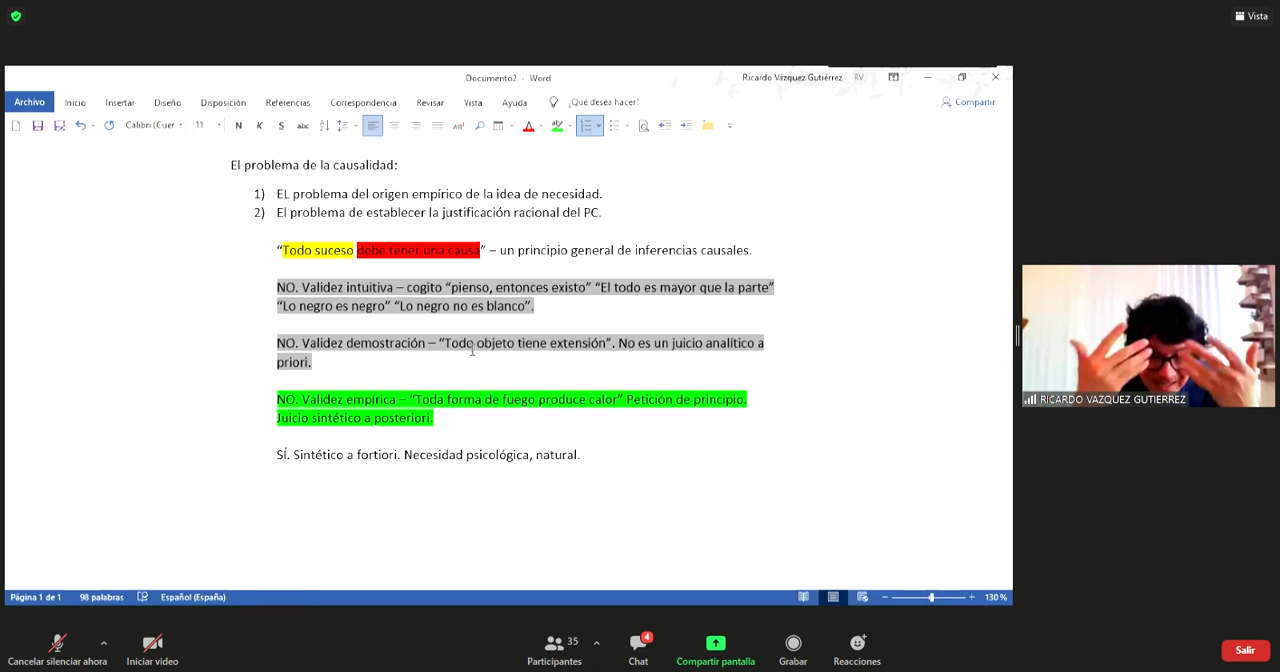 Vista
Documento2 - Word
Ricardo Vázquez Gutiérrez RV
Archivo Inicio Insertar Diseño Disposición Referencias Correspondencia Revisar Vista Ayuda ¿Qué desea hacer? Compartir
Calibri (Cuer 11 N K S abc
El problema de la causalidad:
1) EL problema del origen empírico de la idea de necesidad.
2) El problema de establecer la justificación racional del PC.
“Todo suceso debe tener una causa” – un principio general de inferencias causales.
NO. Validez intuitiva – cogito “pienso, entonces existo” “El todo es mayor que la parte”
“Lo negro es negro” “Lo negro no es blanco”.
NO. Validez demostración – “Todo objeto tiene extensión”. No es un juicio analítico a
priori.
NO. Validez empírica – “Toda forma de fuego produce calor” Petición de principio.
Juicio sintético a posteriori.
SÍ. Sintético a fortiori. Necesidad psicológica, natural.
RICARDO VAZQUEZ GUTIERREZ
Página 1 de 1 98 palabras Español (España) 130 %
35 4
Cancelar silenciar ahora Iniciar video Participantes Chat Compartir pantalla Grabar Reacciones Salir